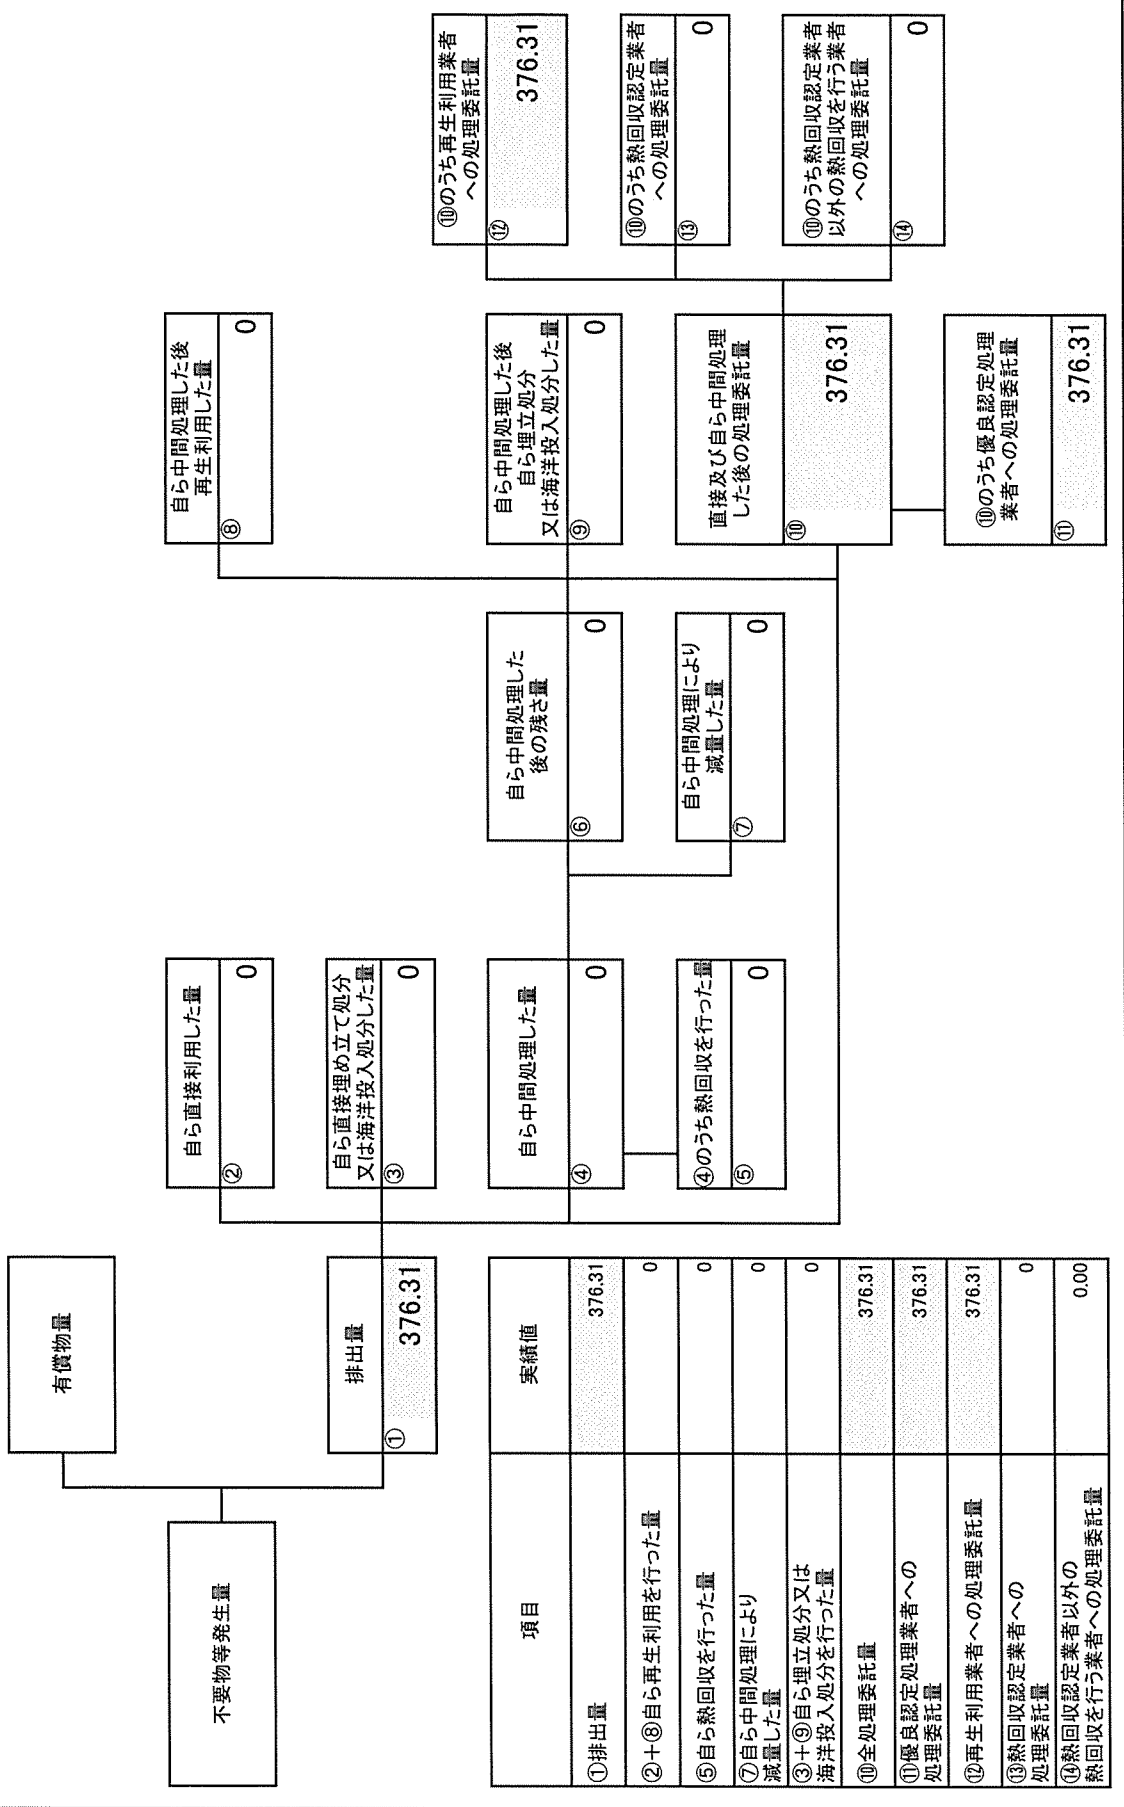 不要物等発生量
有償物量
排出量
①
376.31
自ら直接利用した量
②
0
自ら直接埋め立て処分
又は海洋投入処分した量
③
0
自ら中間処理した量
④
0
④のうち熱回収を行った量
⑤
0
自ら中間処理した
後の残さ量
⑥
0
自ら中間処理により
減量した量
⑦
0
自ら中間処理した後
再生利用した量
⑧
0
自ら中間処理した後
自ら埋立処分
又は海洋投入処分した量
⑨
0
直接及び自ら中間処理
した後の処理委託量
⑩
376.31
⑩のうち優良認定処理
業者への処理委託量
⑪
376.31
⑩のうち再生利用業者
への処理委託量
⑫
376.31
⑩のうち熱回収認定業者
への処理委託量
⑬
0
⑩のうち熱回収認定業者
以外の熱回収を行う業者
への処理委託量
⑭
0
項目 実績値
①排出量 376.31
②+⑧自ら再生利用を行った量 0
⑤自ら熱回収を行った量 0
⑦自ら中間処理により
減量した量 0
③+⑨自ら埋立処分又は
海洋投入処分を行った量 0
⑩全処理委託量 376.31
⑪優良認定処理業者への
処理委託量 376.31
⑫再生利用業者への処理委託量 376.31
⑬熱回収認定業者への
処理委託量 0
⑭熱回収認定業者以外の
熱回収を行う業者への処理委託量 0.00